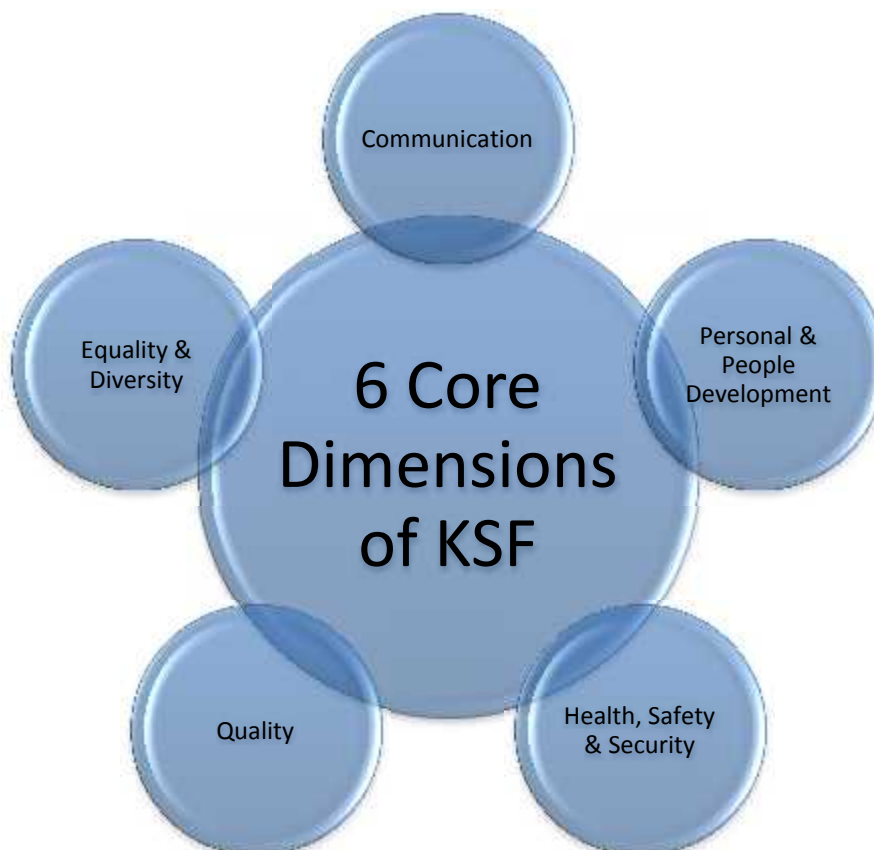 Communication
Equality &
Diversity
Personal &
People
Development
6 Core
Dimensions
of KSF
Quality
Health, Safety
& Security